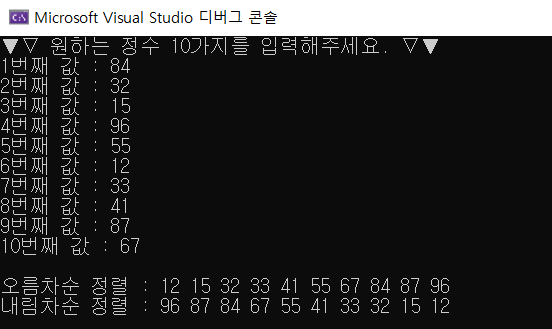 Microsoft Visual Studio 디버그 콘솔
▼▽ 원하는 정수 10가지를 입력해주세요. ▽▼
1번째 값 : 84
2번째 값 : 32
3번째 값 : 15
4번째 값 : 96
5번째 값 : 55
6번째 값 : 12
7번째 값 : 33
8번째 값 : 41
9번째 값 : 87
10번째 값 : 67
오름차순 정렬 : 12 15 32 33 41 55 67 84 87 96
내림차순 정렬 : 96 87 84 67 55 41 33 32 15 12